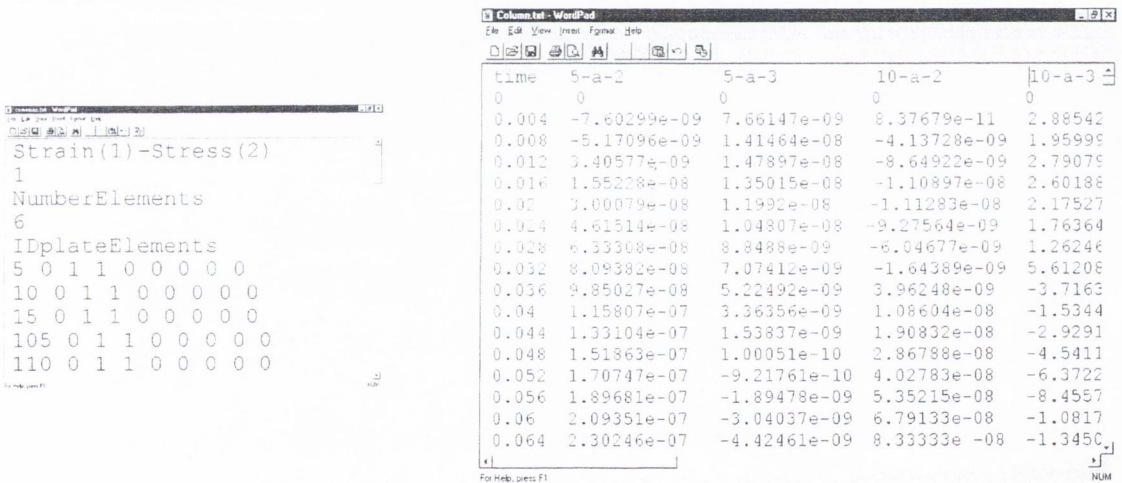 Strain(1)-Stress(2)
1
NumberElements
6
IDplateElements
5 0 1 1 0 0 0 0 0
10 0 1 1 0 0 0 0 0
15 0 1 1 0 0 0 0 0
105 0 1 1 0 0 0 0 0
110 0 1 1 0 0 0 0 0
For Help, press F1 NUM
Column.txt - WordPad
File Edit View Insert Format Help
time 5-a-2 5-a-3 10-a-2 10-a-3
0 0 0 0 0
0.004 -7.60299e-09 7.66147e-09 8.37679e-11 2.88542
0.008 -5.17096e-09 1.41464e-08 -4.13728e-09 1.95999
0.012 3.40577e-09 1.47897e-08 -8.64922e-09 2.79079
0.016 1.55228e-08 1.35015e-08 -1.10897e-08 2.60188
0.02 3.00079e-08 1.1992e-08 -1.11283e-08 2.17527
0.024 4.61514e-08 1.04807e-08 -9.27564e-09 1.76364
0.028 6.33308e-08 8.8488e-09 -6.04677e-09 1.26246
0.032 8.09382e-08 7.07412e-09 -1.64389e-09 5.61208
0.036 9.85027e-08 5.22492e-09 3.96248e-09 -3.7163
0.04 1.15807e-07 3.36356e-09 1.08604e-08 -1.5344
0.044 1.33104e-07 1.53837e-09 1.90832e-08 -2.9291
0.048 1.51863e-07 1.00051e-10 2.86788e-08 -4.5411
0.052 1.70747e-07 -9.21761e-10 4.02783e-08 -6.3722
0.056 1.89681e-07 -1.89478e-09 5.35215e-08 -8.4557
0.06 2.09351e-07 -3.04037e-09 6.79133e-08 -1.0817
0.064 2.30246e-07 -4.42461e-09 8.33333e -08 -1.3450
For Help, press F1 NUM